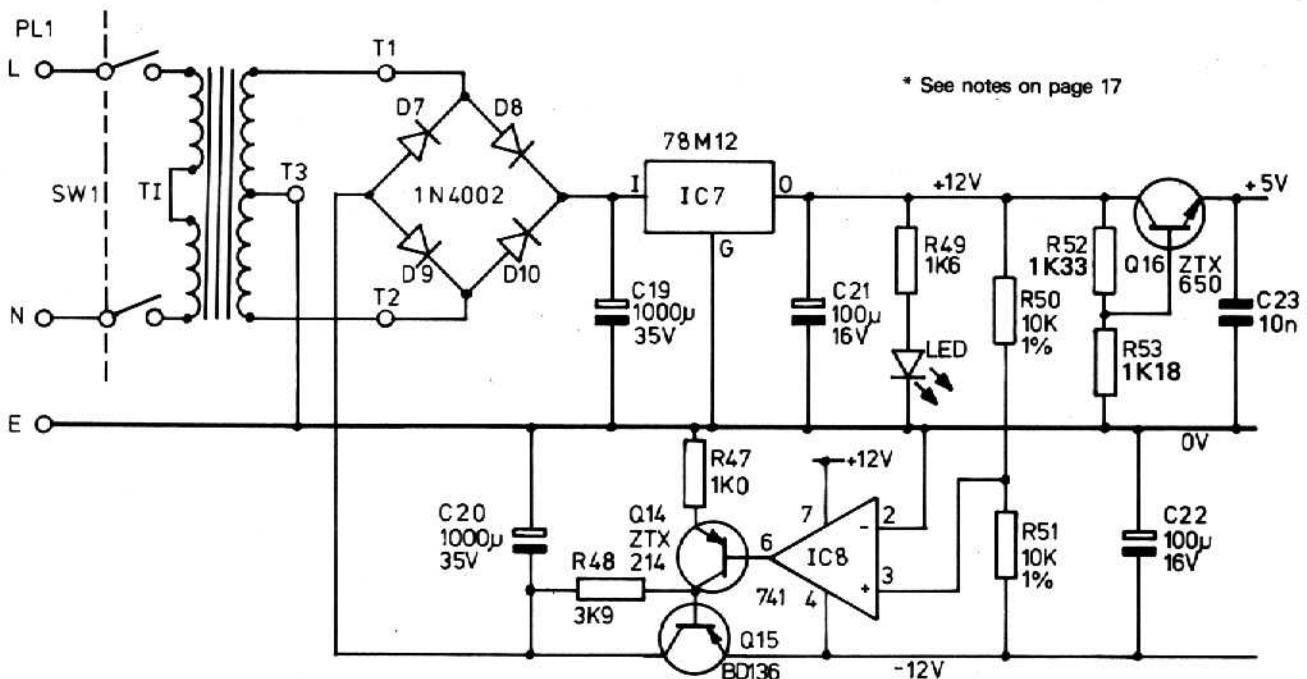 PL1
L
N
E
SW1
TI
T1
T3
T2
D7
D8
1N4002
D9
D10
* See notes on page 17
78M12
I
IC7
O
G
+12V
+5V
C19
1000µ
35V
C21
100µ
16V
R49
1K6
LED
R50
10K
1%
R52
1K33
Q16
ZTX
650
R53
1K18
C23
10n
0V
C20
1000µ
35V
R47
1K0
Q14
ZTX
214
R48
3K9
+12V
7
6
IC8
741
4
2
-
3
+
R51
10K
1%
C22
100µ
16V
Q15
BD136
-12V